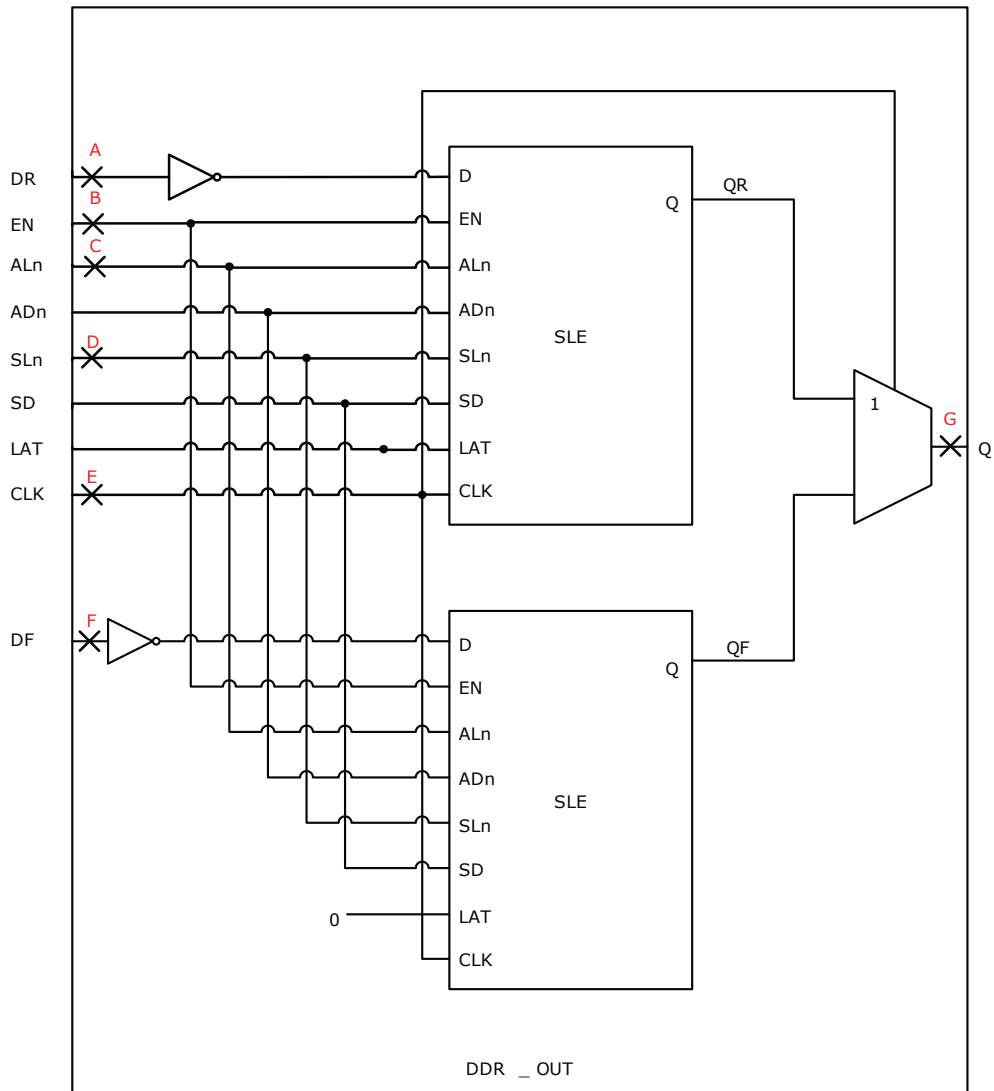 A
DR
B
EN
C
ALn
ADn
D
SLn
SD
LAT
E
CLK
F
DF
D
EN
ALn
ADn
SLn
SD
LAT
CLK
Q
SLE
QR
1
G
Q
D
EN
ALn
ADn
SLn
SD
0
LAT
CLK
Q
SLE
QF
DDR _ OUT